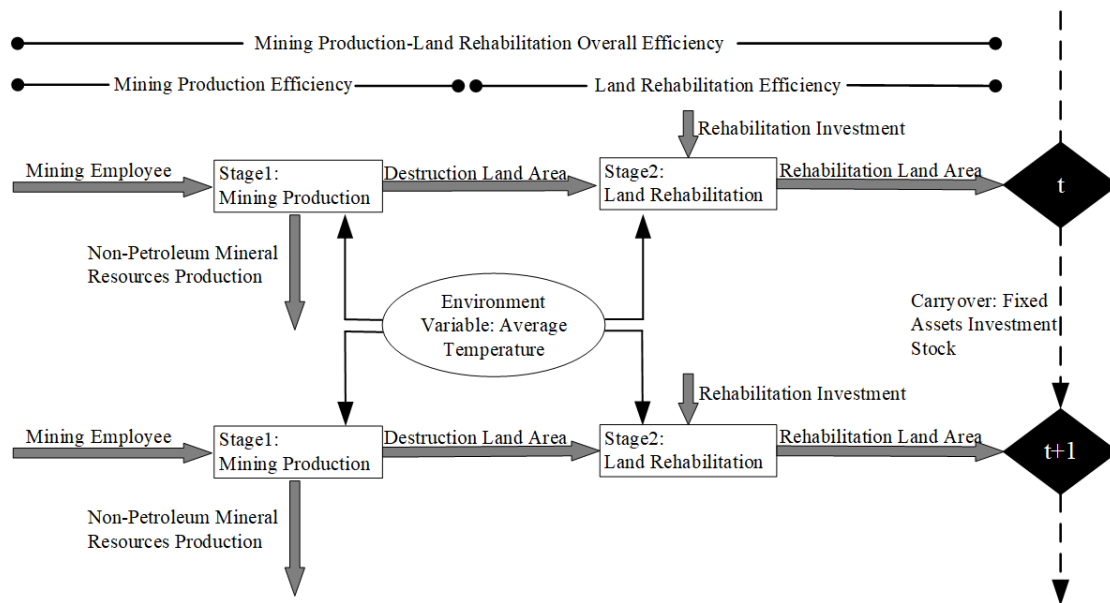 Mining Production-Land Rehabilitation Overall Efficiency
Mining Production Efficiency
Land Rehabilitation Efficiency
Rehabilitation Investment
Mining Employee
Stage1:
Mining Production
Destruction Land Area
Stage2:
Land Rehabilitation
Rehabilitation Land Area
t
Non-Petroleum Mineral
Resources Production
Environment
Variable: Average
Temperature
Carryover: Fixed
Assets Investment
Stock
Rehabilitation Investment
Mining Employee
Stage1:
Mining Production
Destruction Land Area
Stage2:
Land Rehabilitation
Rehabilitation Land Area
t+1
Non-Petroleum Mineral
Resources Production